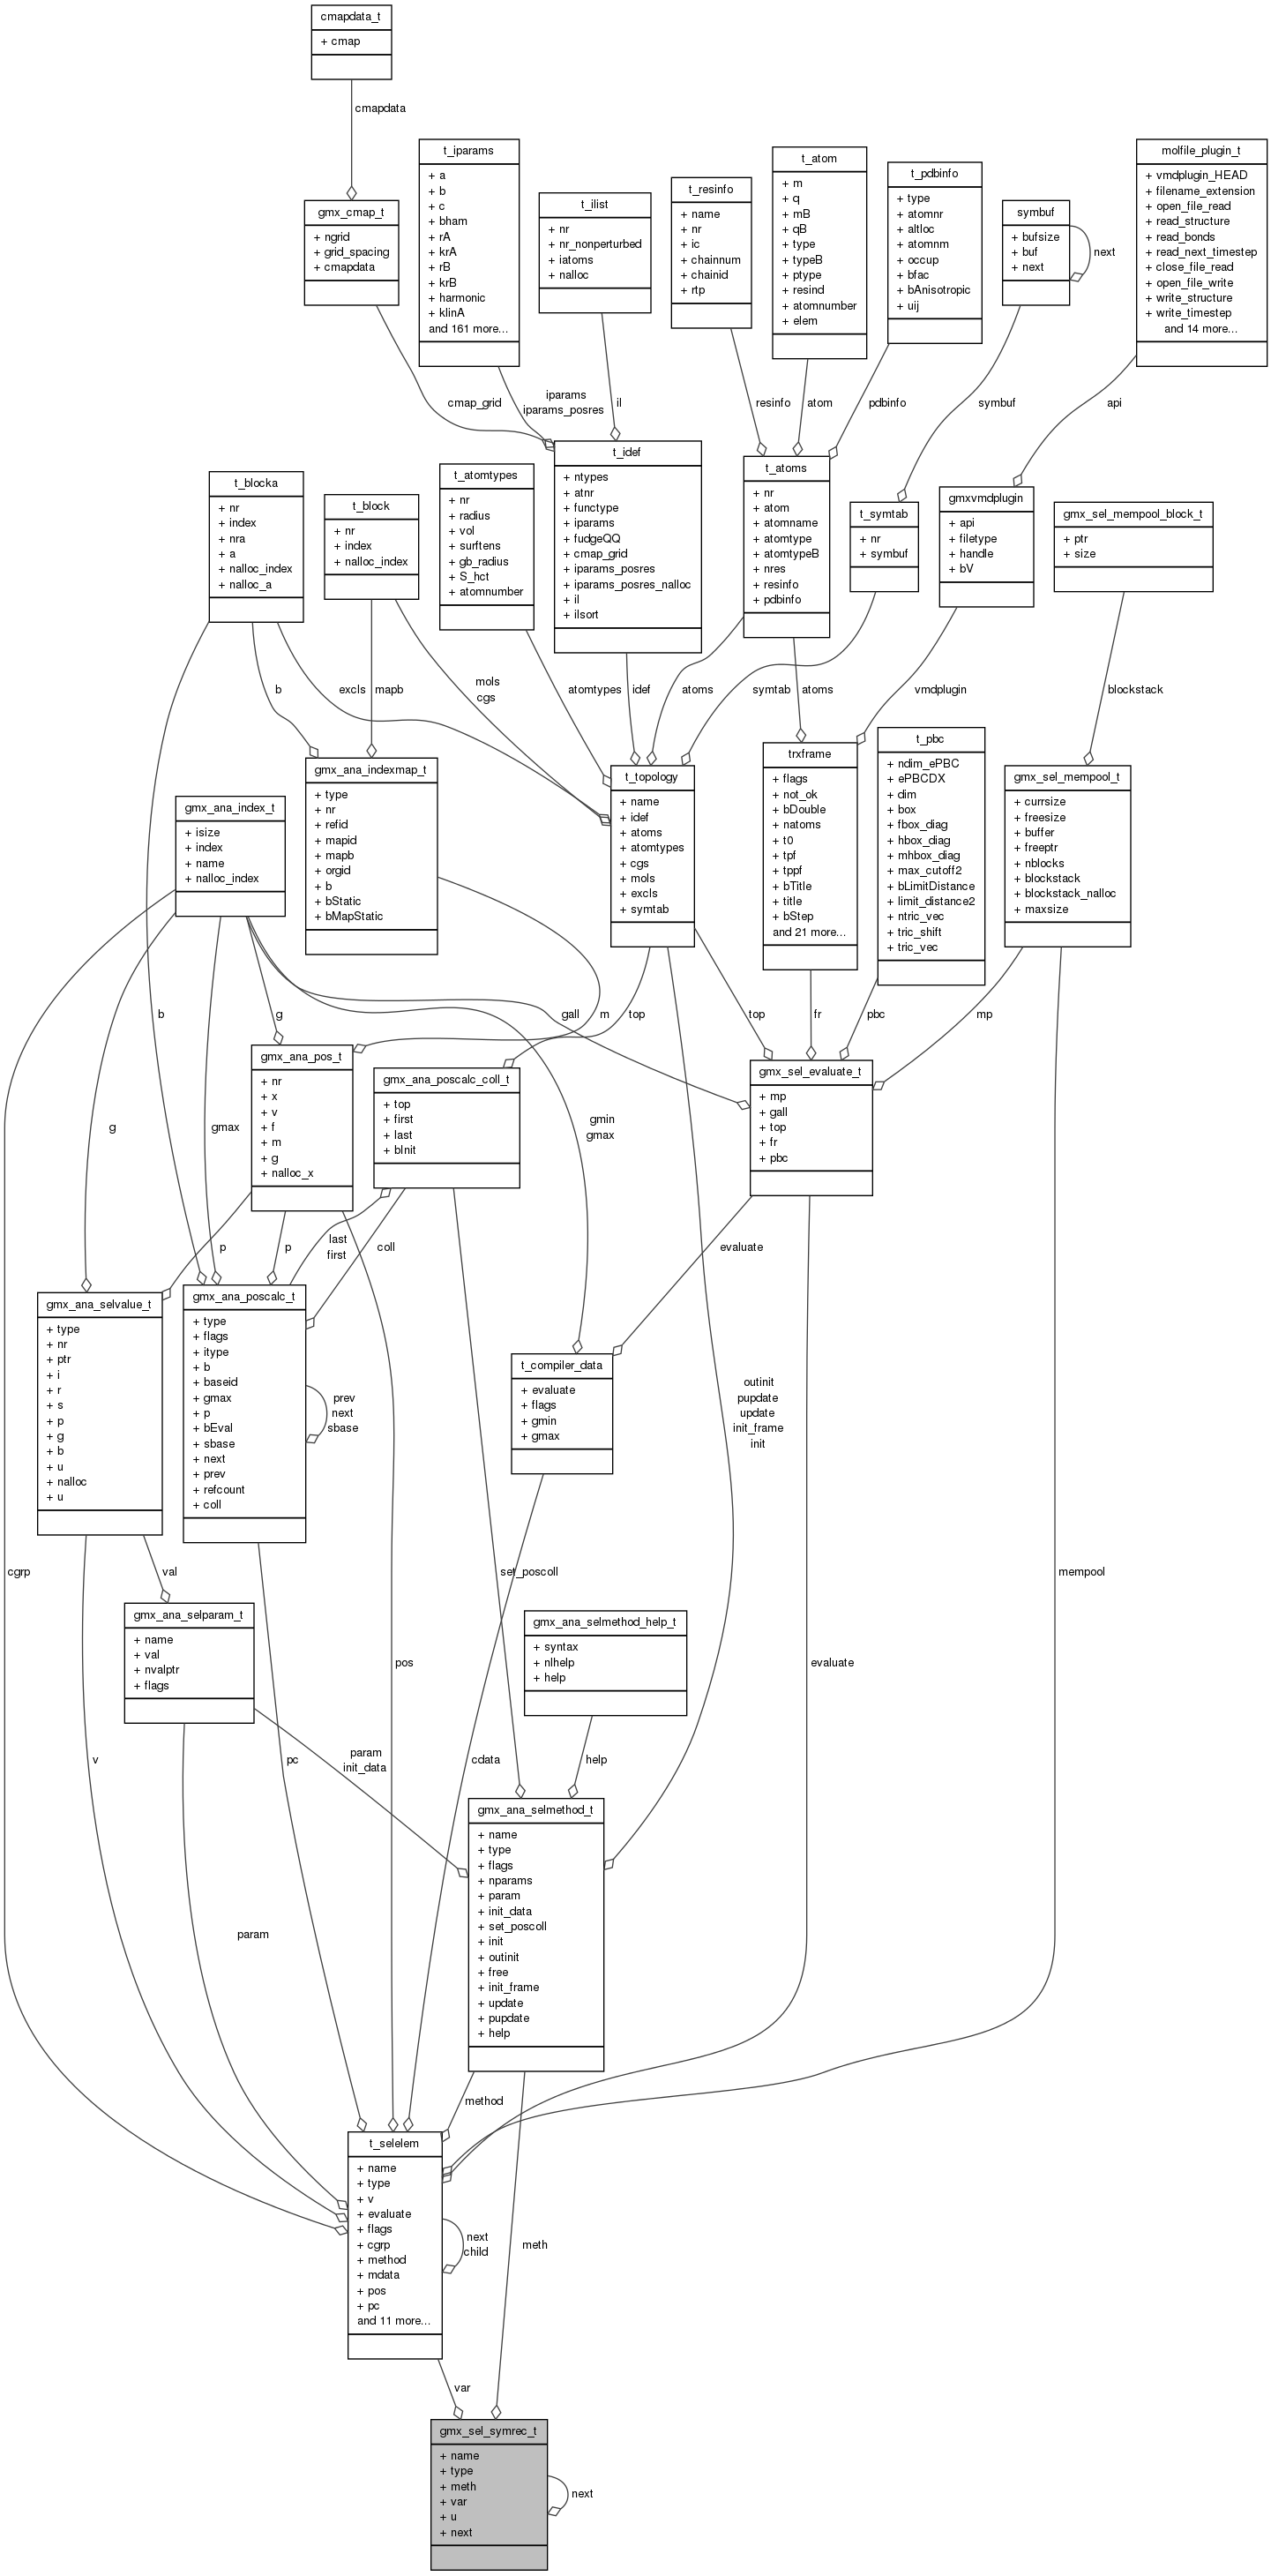 cmapdata_t
+ cmap
cmapdata
t_iparams
+ a
+ b
+ c
+ bham
+ rA
+ krA
+ rB
+ krB
+ harmonic
+ klinA
and 161 more...
t_atom
+ m
+ q
+ mB
+ qB
+ type
+ typeB
+ ptype
+ resind
+ atomnumber
+ elem
molfile_plugin_t
+ vmdplugin_HEAD
+ filename_extension
+ open_file_read
+ read_structure
+ read_bonds
+ read_next_timestep
+ close_file_read
+ open_file_write
+ write_structure
+ write_timestep
and 14 more...
t_pdbinfo
+ type
+ atomnr
+ altloc
+ atomnm
+ occup
+ bfac
+ bAnisotropic
+ uij
t_resinfo
+ name
+ nr
+ ic
+ chainnum
+ chainid
+ rtp
t_ilist
+ nr
+ nr_nonperturbed
+ iatoms
+ nalloc
gmx_cmap_t
+ ngrid
+ grid_spacing
+ cmapdata
symbuf
+ bufsize
+ buf
+ next
next
cmap_grid
iparams
iparams_posres
il
resinfo
atom
pdbinfo
symbuf
api
t_idef
+ ntypes
+ atnr
+ functype
+ iparams
+ fudgeQQ
+ cmap_grid
+ iparams_posres
+ iparams_posres_nalloc
+ il
+ ilsort
t_atoms
+ nr
+ atom
+ atomname
+ atomtype
+ atomtypeB
+ nres
+ resinfo
+ pdbinfo
t_atomtypes
+ nr
+ radius
+ vol
+ surftens
+ gb_radius
+ S_hct
+ atomnumber
t_blocka
+ nr
+ index
+ nra
+ a
+ nalloc_index
+ nalloc_a
t_block
+ nr
+ index
+ nalloc_index
gmxvmdplugin
+ api
+ filetype
+ handle
+ bV
t_symtab
+ nr
+ symbuf
gmx_sel_mempool_block_t
+ ptr
+ size
b
excls
mapb
mols
cgs
atomtypes
idef
atoms
symtab
atoms
vmdplugin
blockstack
t_pbc
+ ndim_ePBC
+ ePBCDX
+ dim
+ box
+ fbox_diag
+ hbox_diag
+ mhbox_diag
+ max_cutoff2
+ bLimitDistance
+ limit_distance2
+ ntric_vec
+ tric_shift
+ tric_vec
trxframe
+ flags
+ not_ok
+ bDouble
+ natoms
+ t0
+ tpf
+ tppf
+ bTitle
+ title
+ bStep
and 21 more...
gmx_ana_indexmap_t
+ type
+ nr
+ refid
+ mapid
+ mapb
+ orgid
+ b
+ bStatic
+ bMapStatic
t_topology
+ name
+ idef
+ atoms
+ atomtypes
+ cgs
+ mols
+ excls
+ symtab
gmx_sel_mempool_t
+ currsize
+ freesize
+ buffer
+ freeptr
+ nblocks
+ blockstack
+ blockstack_nalloc
+ maxsize
gmx_ana_index_t
+ isize
+ index
+ name
+ nalloc_index
b
g
gall
m
top
top
fr
pbc
mp
gmx_ana_pos_t
+ nr
+ x
+ v
+ f
+ m
+ g
+ nalloc_x
gmx_ana_poscalc_coll_t
+ top
+ first
+ last
+ bInit
gmx_sel_evaluate_t
+ mp
+ gall
+ top
+ fr
+ pbc
g
gmax
gmin
gmax
p
p
last
first
coll
evaluate
gmx_ana_selvalue_t
+ type
+ nr
+ ptr
+ i
+ r
+ s
+ p
+ g
+ b
+ u
+ nalloc
+ u
gmx_ana_poscalc_t
+ type
+ flags
+ itype
+ b
+ baseid
+ gmax
+ p
+ bEval
+ sbase
+ next
+ prev
+ refcount
+ coll
prev
next
sbase
t_compiler_data
+ evaluate
+ flags
+ gmin
+ gmax
outinit
pupdate
update
init_frame
init
cgrp
val
set_poscoll
mempool
gmx_ana_selparam_t
+ name
+ val
+ nvalptr
+ flags
gmx_ana_selmethod_help_t
+ syntax
+ nlhelp
+ help
pos
evaluate
v
pc
param
init_data
cdata
help
gmx_ana_selmethod_t
+ name
+ type
+ flags
+ nparams
+ param
+ init_data
+ set_poscoll
+ init
+ outinit
+ free
+ init_frame
+ update
+ pupdate
+ help
param
method
t_selelem
+ name
+ type
+ v
+ evaluate
+ flags
+ cgrp
+ method
+ mdata
+ pos
+ pc
and 11 more...
next
child
meth
var
gmx_sel_symrec_t
+ name
+ type
+ meth
+ var
+ u
+ next
next